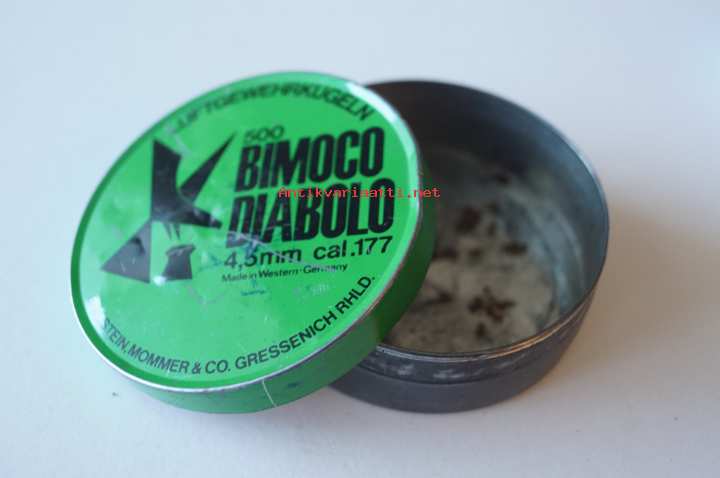 LUFTGEWEHRKUGELN
500
BIMOCO
DIABOLO
4,5mm cal.177
Made in Western-Germany
STEIN, MOMMER & CO. GRESSENICH RHLD.
Antikvariaatti.net